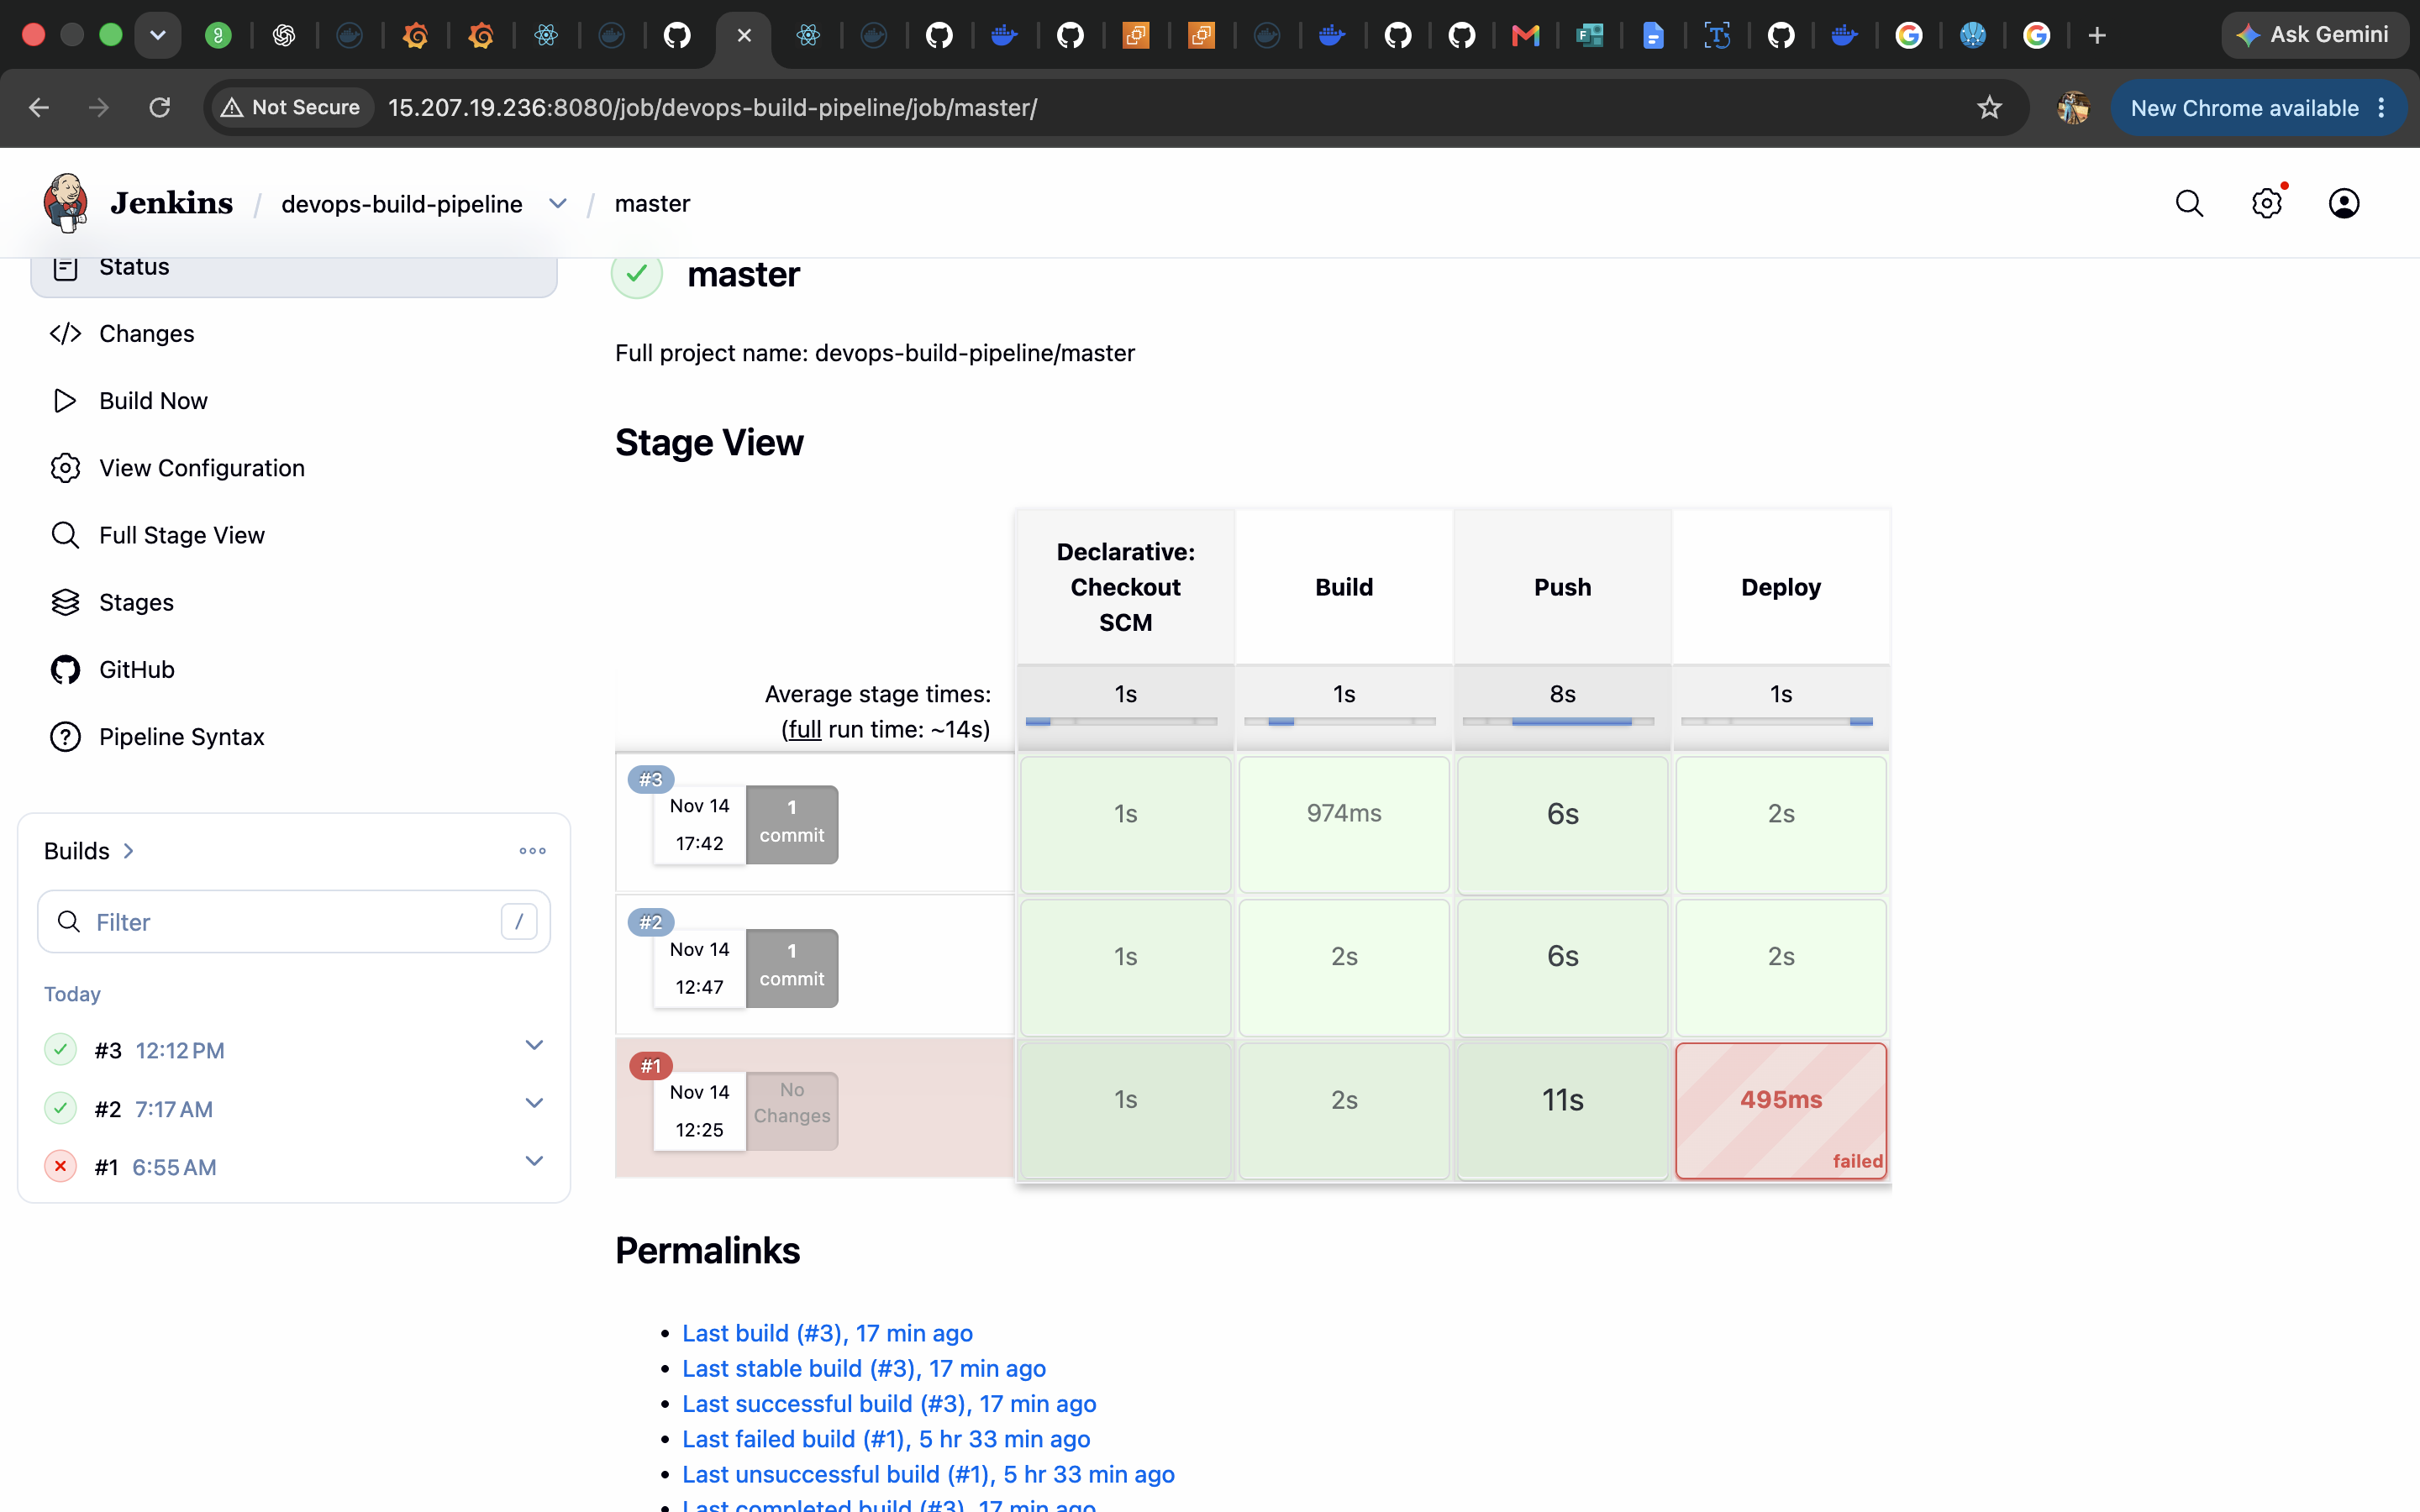 Ask Gemini
Not Secure
15.207.19.236:8080/job/devops-build-pipeline/job/master/
New Chrome available
Jenkins / devops-build-pipeline / master
Status
Changes
Build Now
View Configuration
Full Stage View
Stages
GitHub
Pipeline Syntax
Builds
Filter
/
Today
#3 12:12 PM
#2 7:17 AM
#1 6:55 AM
master
Full project name: devops-build-pipeline/master
Stage View
Declarative:
Checkout
SCM
Build
Push
Deploy
Average stage times:
(full run time: ~14s)
1s
1s
8s
1s
#3
Nov 14
17:42
1
commit
1s
974ms
6s
2s
#2
Nov 14
12:47
1
commit
1s
2s
6s
2s
#1
Nov 14
12:25
No
Changes
1s
2s
11s
495ms
failed
Permalinks
Last build (#3), 17 min ago
Last stable build (#3), 17 min ago
Last successful build (#3), 17 min ago
Last failed build (#1), 5 hr 33 min ago
Last unsuccessful build (#1), 5 hr 33 min ago
Last completed build (#3), 17 min ago